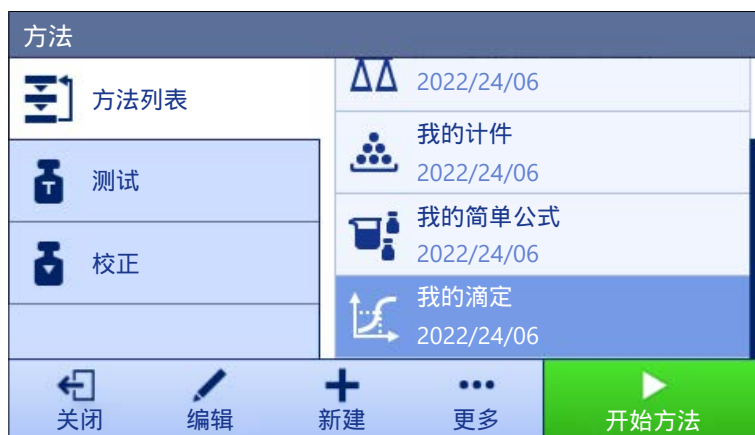 方法
方法列表
测试
校正
2022/24/06
我的计件
2022/24/06
我的简单公式
2022/24/06
我的滴定
2022/24/06
关闭
编辑
新建
更多
开始方法